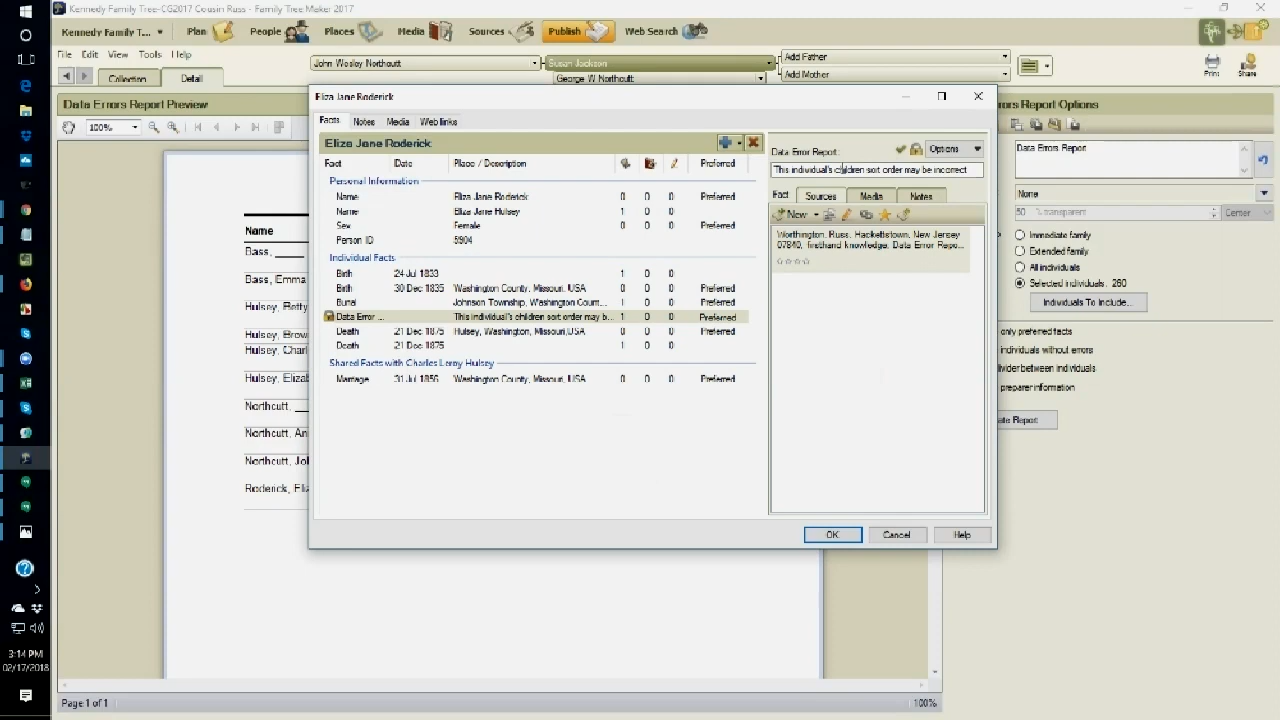 Kennedy Family Tree-CG2017 Cousin Russ - Family Tree Maker 2017
Kennedy Family T... Plan People Places Media Sources Publish Web Search
File Edit View Tools Help
John Wesley Northcutt Susan Jackson Add Father
George W Northcutt Add Mother
Collection Detail Print Share
Data Errors Report Preview
100%
Name
Bass, ____
Bass, Emma
Hulsey, Betty
Hulsey, Brow
Hulsey, Charl
Hulsey, Elizab
Northcutt, __
Northcutt, An
Northcutt, Joh
Roderick, Eliz
Page 1 of 1
100%
Eliza Jane Roderick
Facts Notes Media Web links
Eliza Jane Roderick
Fact Date Place / Description Preferred
Personal Information
Name Eliza Jane Roderick 0 0 0 Preferred
Name Eliza Jane Hulsey 1 0 0
Sex Female 0 0 0 Preferred
Person ID 5904
Individual Facts
Birth 24 Jul 1833 1 0 0
Birth 30 Dec 1835 Washington County, Missouri, USA 0 0 0 Preferred
Burial Johnson Township, Washington Coun... 1 0 0 Preferred
Data Error ... This individual's children sort order may b... 1 0 0 Preferred
Death 21 Dec 1875 Hulsey, Washington, Missouri,USA 0 0 0 Preferred
Death 21 Dec 1876 1 0 0
Shared Facts with Charles Leroy Hulsey
Marriage 31 Jul 1856 Washington County, Missouri, USA 0 0 0 Preferred
Data Error Report: Options
This individual's children sort order may be incorrect
Fact Sources Media Notes
New
Worthington, Russ. Hackettstown, New Jersey
07840, firsthand knowledge. Data Error Repo...
OK Cancel Help
rors Report Options
Data Errors Report
None
50 % transparent Center
Immediate family
Extended family
All individuals
Selected individuals: 260
Individuals To Include...
only preferred facts
individuals without errors
ivider between individuals
preparer information
ate Report
3:14 PM
02/17/2018